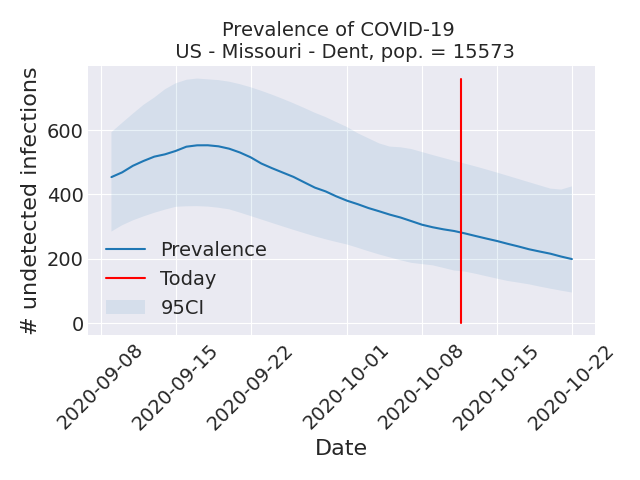 Prevalence of COVID-19
US - Missouri - Dent, pop. = 15573
# undetected infections
600
400
200
0
Prevalence
Today
95CI
2020-09-08
2020-09-15
2020-09-22
2020-10-01
2020-10-08
2020-10-15
2020-10-22
Date